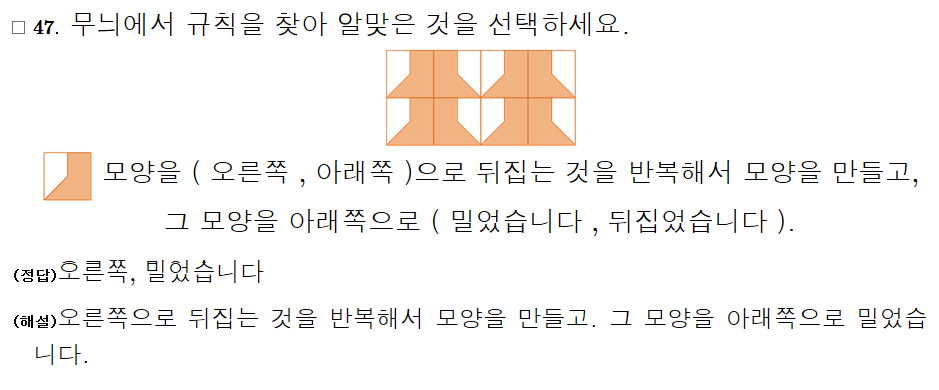 □ 47. 무늬에서 규칙을 찾아 알맞은 것을 선택하세요.
모양을 ( 오른쪽 , 아래쪽 )으로 뒤집는 것을 반복해서 모양을 만들고,
그 모양을 아래쪽으로 ( 밀었습니다 , 뒤집었습니다 ).
(정답)오른쪽, 밀었습니다
(해설)오른쪽으로 뒤집는 것을 반복해서 모양을 만들고. 그 모양을 아래쪽으로 밀었습
니다.